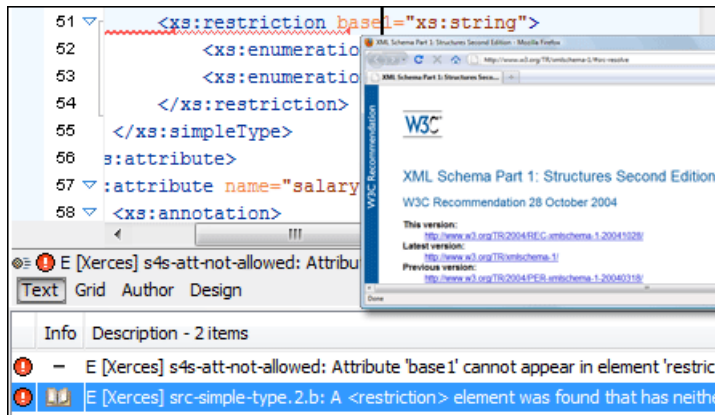 51 <xs:restriction base1="xs:string">
52 <xs:enumeratio
53 <xs:enumeratio
54 </xs:restriction>
55 </xs:simpleType>
56 s:attribute>
57 :attribute name="salary
58 <xs:annotation>
XML Schema Part 1: Structures Second Edition - Mozilla Firefox
http://www.w3.org/TR/xmlschema-1/#src-resolve
XML Schema Part 1: Structures Seco...
W3C Recommendation
W3C
XML Schema Part 1: Structures Second Edition
W3C Recommendation 28 October 2004
This version:
http://www.w3.org/TR/2004/REC-xmlschema-1-20041028/
Latest version:
http://www.w3.org/TR/xmlschema-1/
Previous version:
http://www.w3.org/TR/2004/PER-xmlschema-1-20040318/
Done
E [Xerces] s4s-att-not-allowed: Attribu
Text Grid Author Design
Info Description - 2 items
E [Xerces] s4s-att-not-allowed: Attribute 'base1' cannot appear in element 'restric
E [Xerces] src-simple-type.2.b: A <restriction> element was found that has neithe